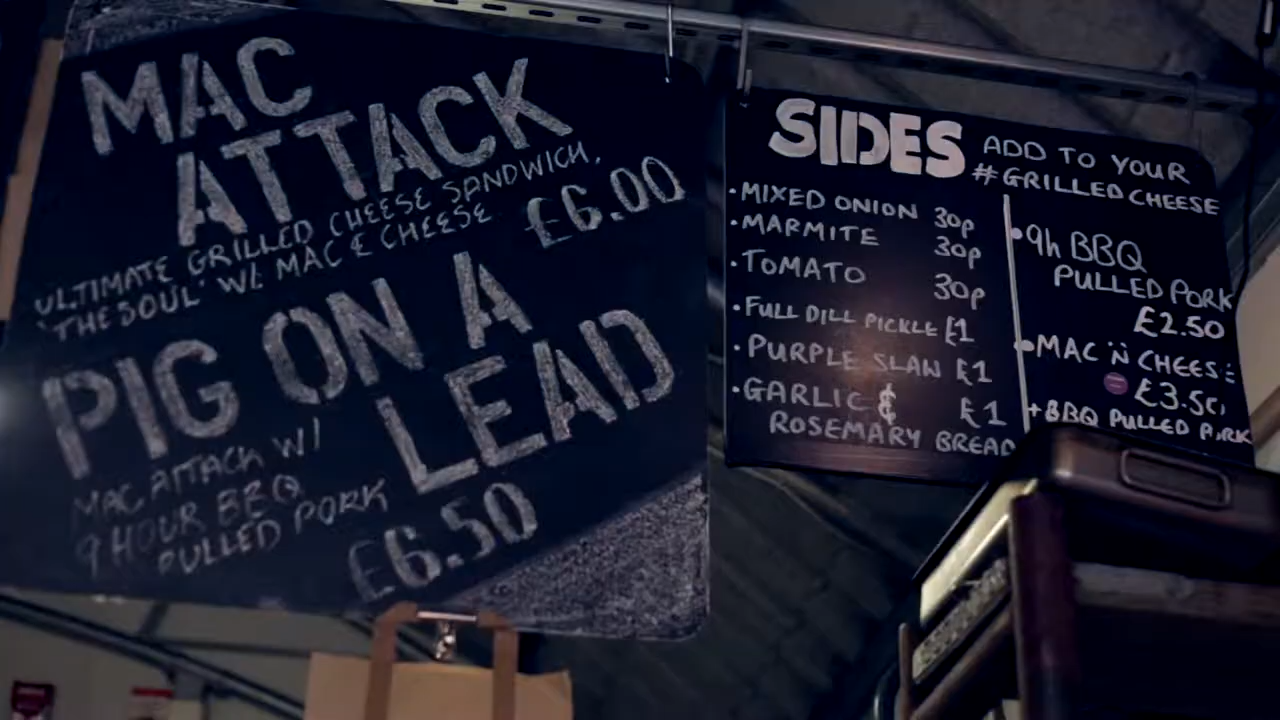 MAC
ATTACK
ULTIMATE GRILLED CHEESE SANDWICH,
'THE SOUL' W/ MAC & CHEESE
£6.00
PIG ON A
LEAD
MAC ATTACK W/
9 HOUR BBQ
PULLED PORK
£6.50
SIDES
ADD TO YOUR
#GRILLED CHEESE
·MIXED ONION 30p
·MARMITE 30p
·TOMATO 30p
·FULL DILL PICKLE £1
·PURPLE SLAW £1
·GARLIC & £1
ROSEMARY BREAD
·9h BBQ
PULLED PORK
£2.50
·MAC 'N CHEESE
£3.50
+BBQ PULLED PORK